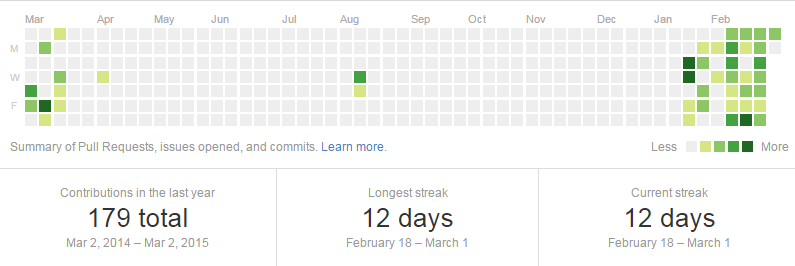 Mar Apr May Jun Jul Aug Sep Oct Nov Dec Jan Feb
M
W
F
Summary of Pull Requests, issues opened, and commits. Learn more. Less More
Contributions in the last year Longest streak Current streak
179 total 12 days 12 days
Mar 2, 2014 – Mar 2, 2015 February 18 – March 1 February 18 – March 1